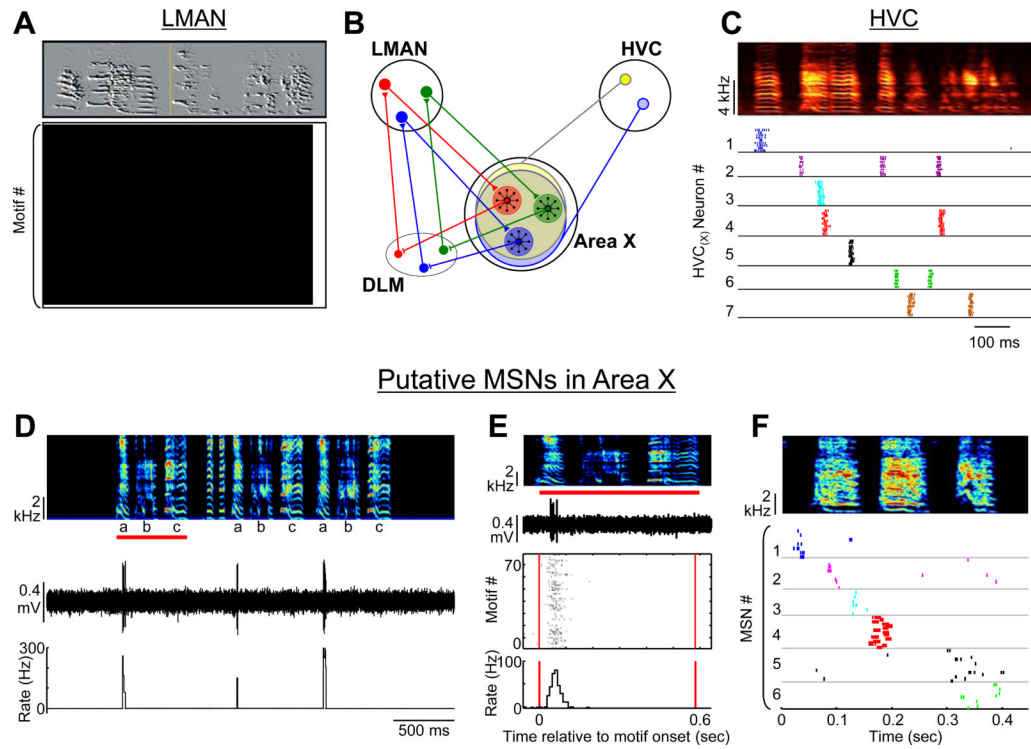 LMAN
HVC
A
Motif #
B
LMAN
HVC
Area X
DLM
C
4 kHz
HVC(X) Neuron #
1
2
3
4
5
6
7
100 ms
Putative MSNs in Area X
D
2
kHz
a b c a b c a b c
0.4
mV
300
0
Rate (Hz)
500 ms
E
2
kHz
0.4
mV
70
0
Motif #
100
0
Rate (Hz)
0 0.6
Time relative to motif onset (sec)
F
2
kHz
MSN #
1
2
3
4
5
6
0 0.1 0.2 0.3 0.4
Time (sec)